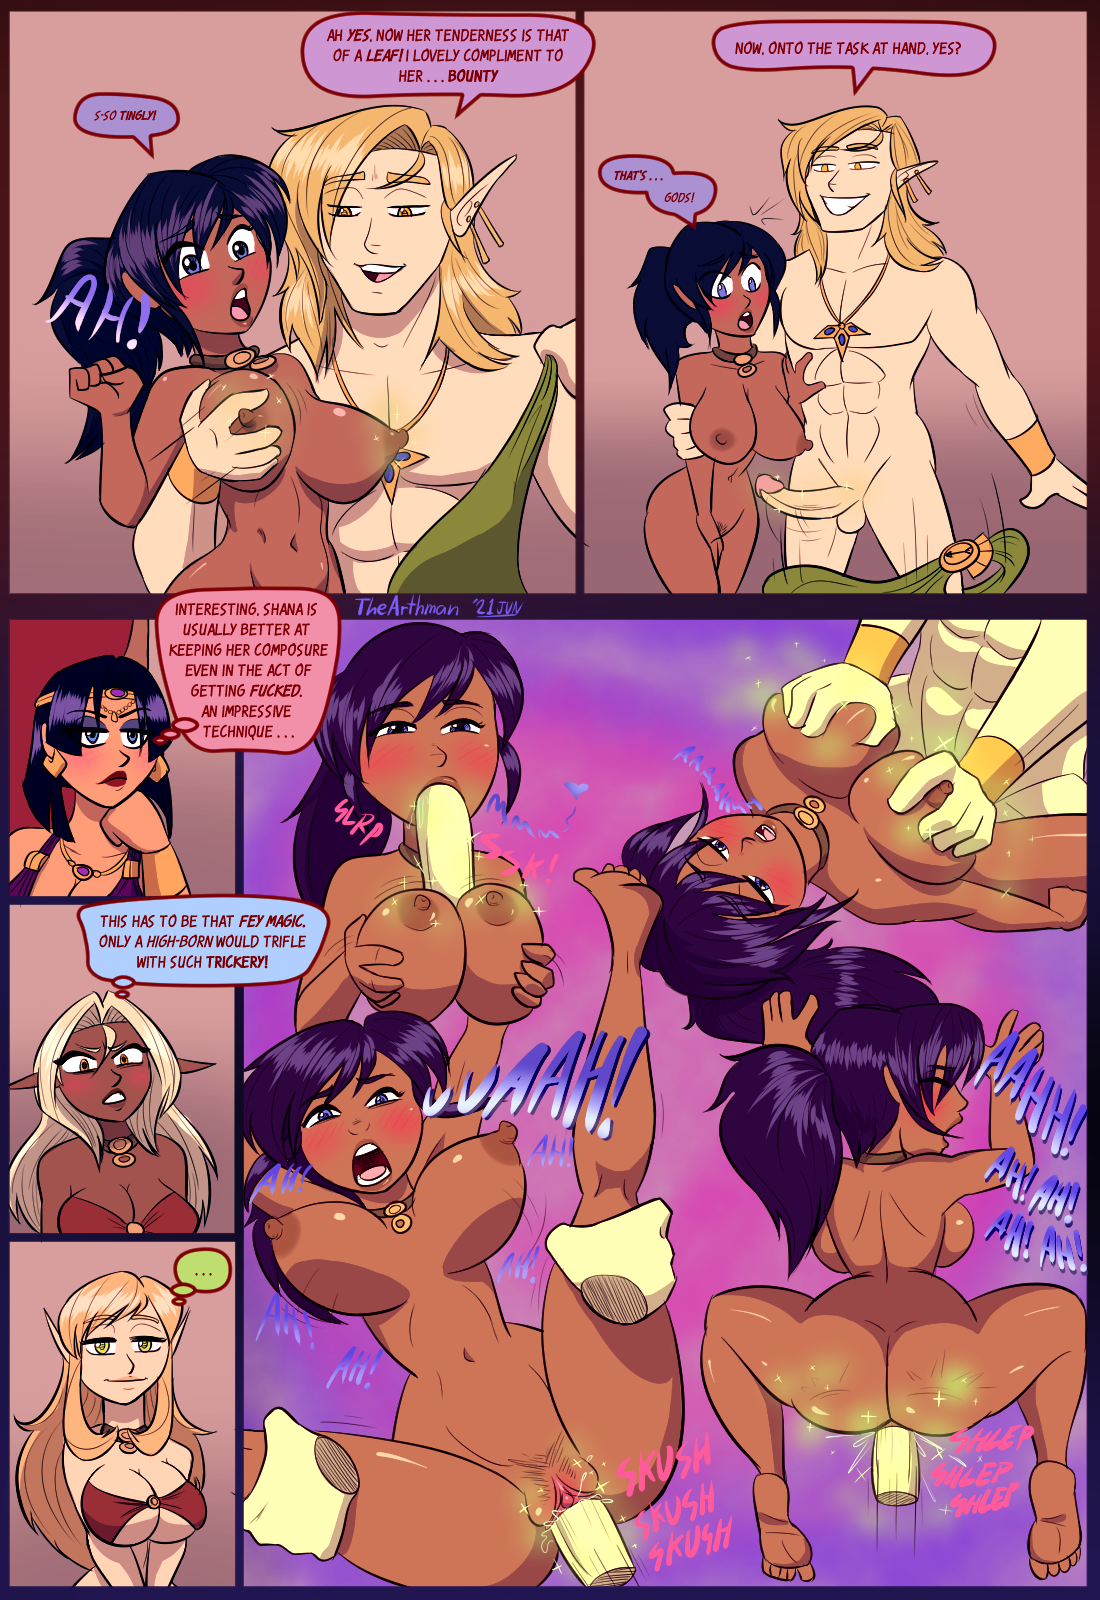 AH YES, NOW HER TENDERNESS IS THAT
OF A LEAF! I LOVELY COMPLIMENT TO
HER . . . BOUNTY
S-SO TINGLY!
AH!
NOW, ONTO THE TASK AT HAND, YES?
THAT'S . . .
GODS!
TheArthman '21 JUN
INTERESTING, SHANA IS
USUALLY BETTER AT
KEEPING HER COMPOSURE
EVEN IN THE ACT OF
GETTING FUCKED.
AN IMPRESSIVE
TECHNIQUE . . .
THIS HAS TO BE THAT FEY MAGIC.
ONLY A HIGH-BORN WOULD TRIFLE
WITH SUCH TRICKERY!
. . .
SLRP
SSK!
UUAAAH!
AH!
AH!
AH!
AH!
AH!
SKUSH
SKUSH
SKUSH
AAHH!
AH! AH!
AH! AH!
SHLEP
SHLEP
SHLEP